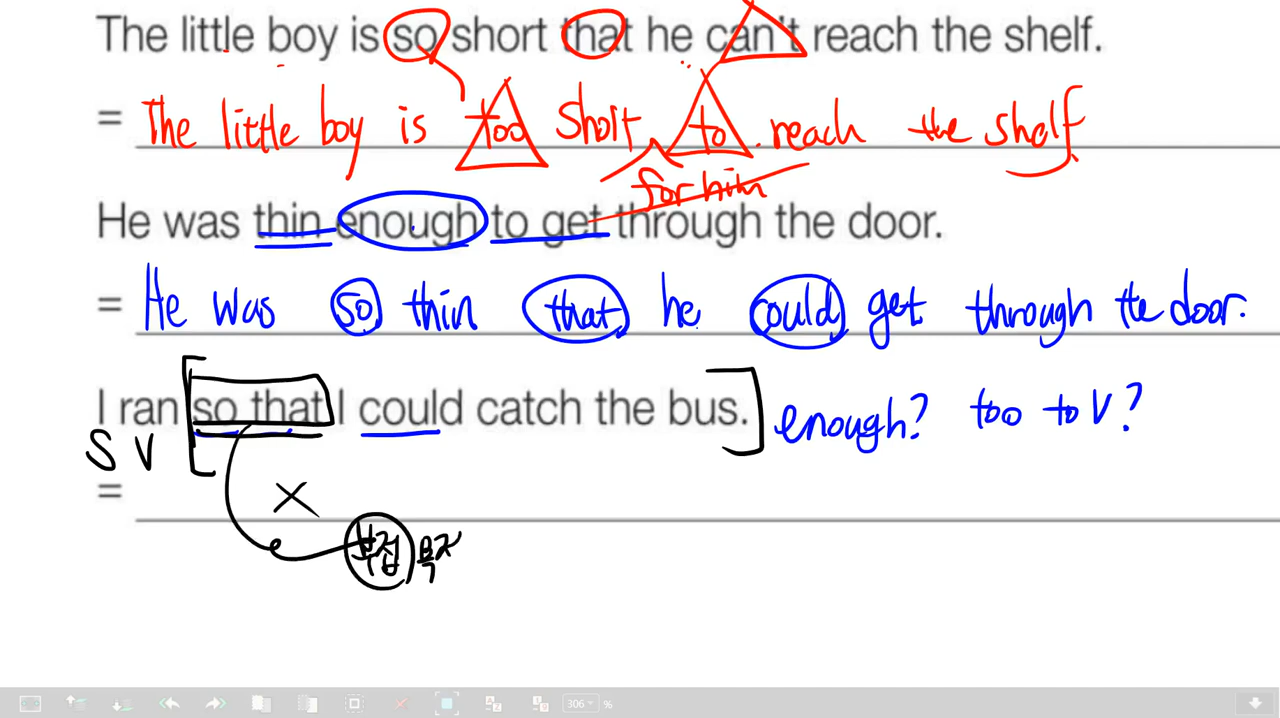 The little boy is so short that he can't reach the shelf.
= The little boy is too short to reach the shelf
for him
He was thin enough to get through the door.
= He was so thin that he could get through the door.
I ran so that I could catch the bus. enough? too to V?
S V
=
부접